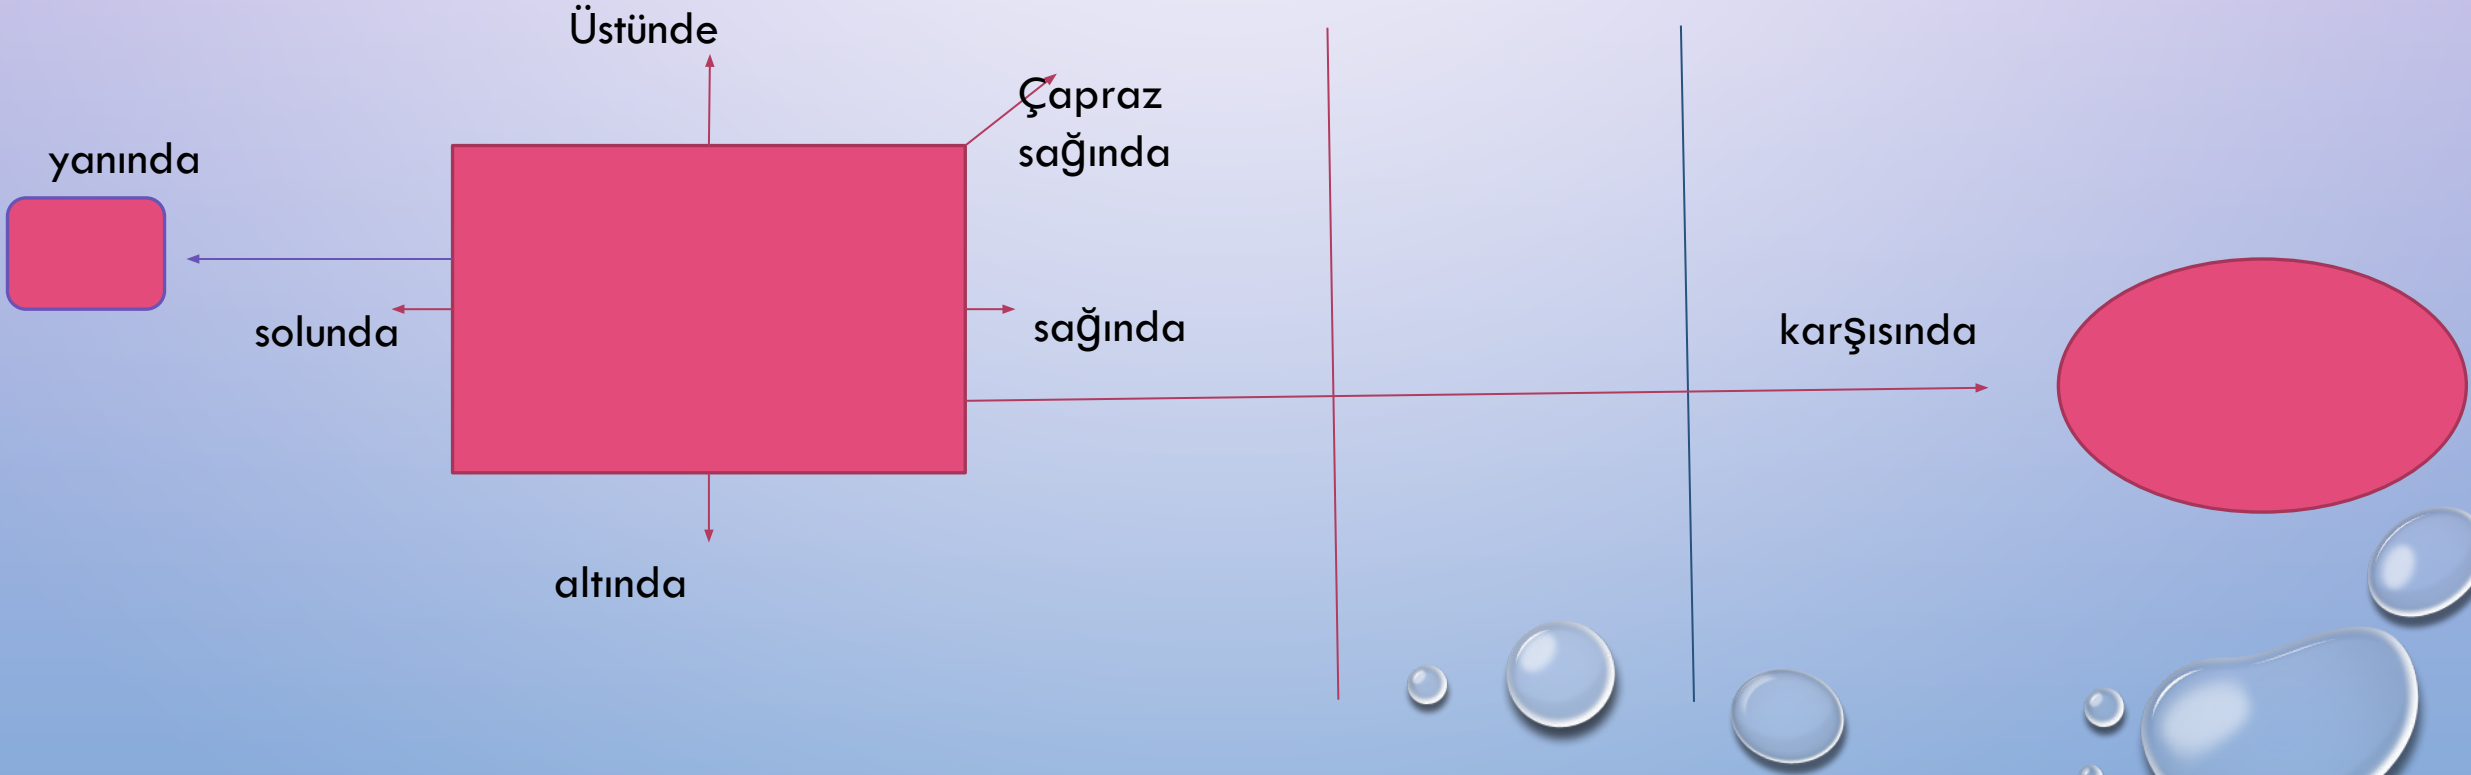 Üstünde
Çapraz
sağında
yanında
solunda
sağında
karşısında
altında